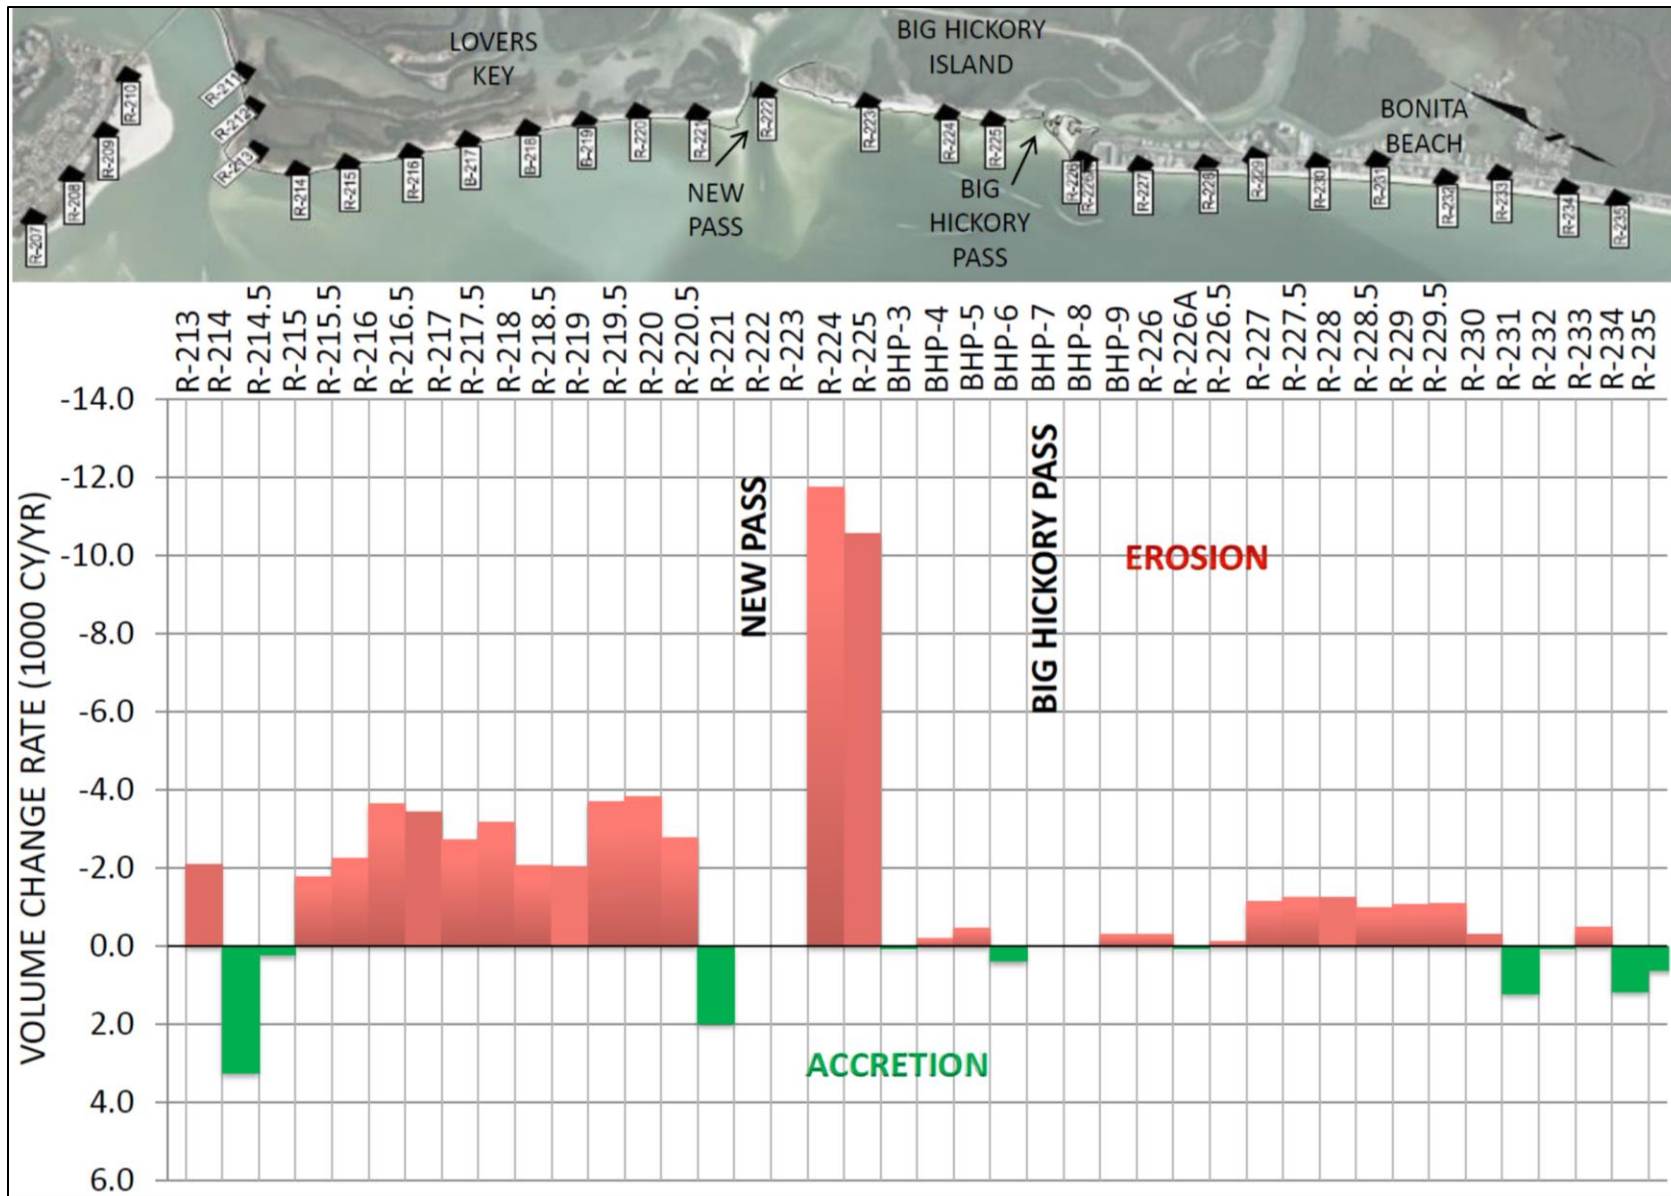 LOVERS
KEY
BIG HICKORY
ISLAND
BONITA
BEACH
NEW
PASS
BIG
HICKORY
PASS
R-207
R-208
R-209
R-210
R-211
R-212
R-213
R-214
R-215
R-216
B-217
B-218
B-219
R-220
R-221
R-222
R-223
R-224
R-225
R-226
R-227
R-228
R-229
R-230
R-231
R-232
R-233
R-234
R-235
R-213
R-214
R-214.5
R-215
R-215.5
R-216
R-216.5
R-217
R-217.5
R-218
R-218.5
R-219
R-219.5
R-220
R-220.5
R-221
R-222
R-223
R-224
R-225
BHP-3
BHP-4
BHP-5
BHP-6
BHP-7
BHP-8
BHP-9
R-226
R-226A
R-226.5
R-227
R-227.5
R-228
R-228.5
R-229
R-229.5
R-230
R-231
R-232
R-233
R-234
R-235
VOLUME CHANGE RATE (1000 CY/YR)
-14.0
-12.0
-10.0
-8.0
-6.0
-4.0
-2.0
0.0
2.0
4.0
6.0
NEW PASS
BIG HICKORY PASS
EROSION
ACCRETION